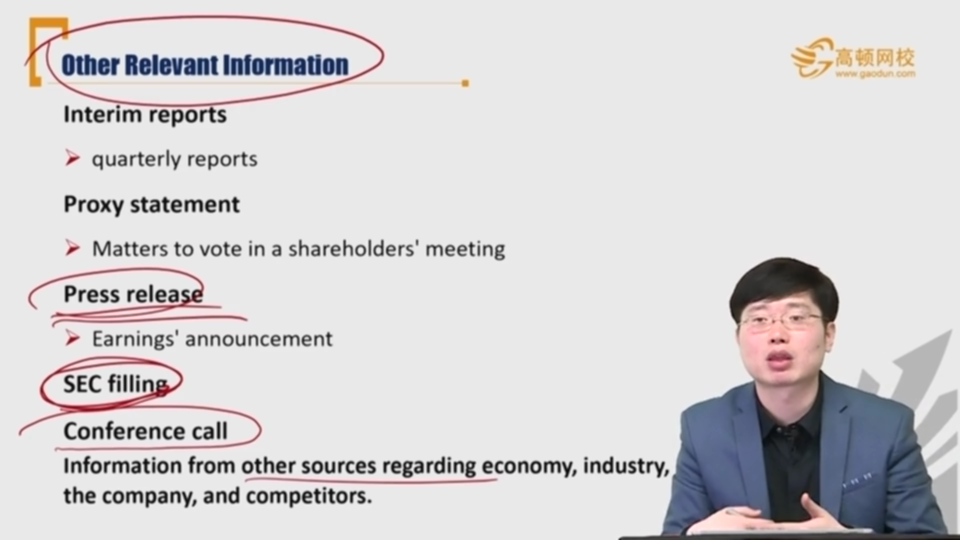 Other Relevant Information
高顿网校
www.gaodun.com
Interim reports
quarterly reports
Proxy statement
Matters to vote in a shareholders' meeting
Press release
Earnings' announcement
SEC filling
Conference call
Information from other sources regarding economy, industry,
the company, and competitors.